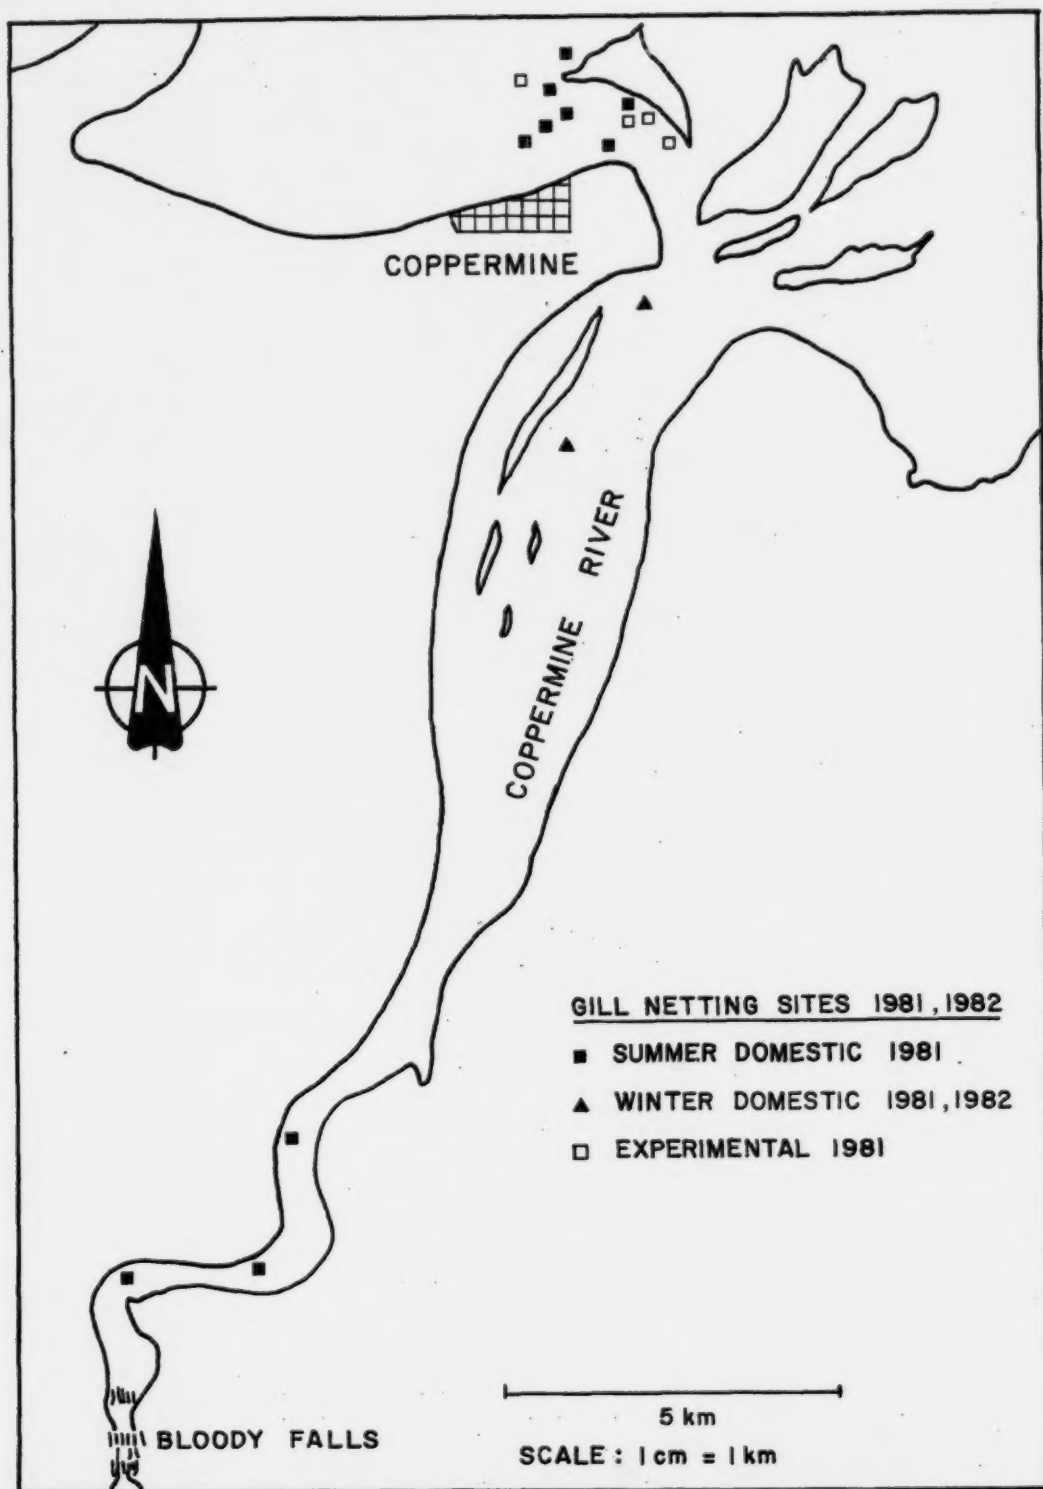 COPPERMINE
COPPERMINE RIVER
N
GILL NETTING SITES 1981, 1982
SUMMER DOMESTIC 1981
WINTER DOMESTIC 1981, 1982
EXPERIMENTAL 1981
BLOODY FALLS
5 km
SCALE : 1 cm = 1 km